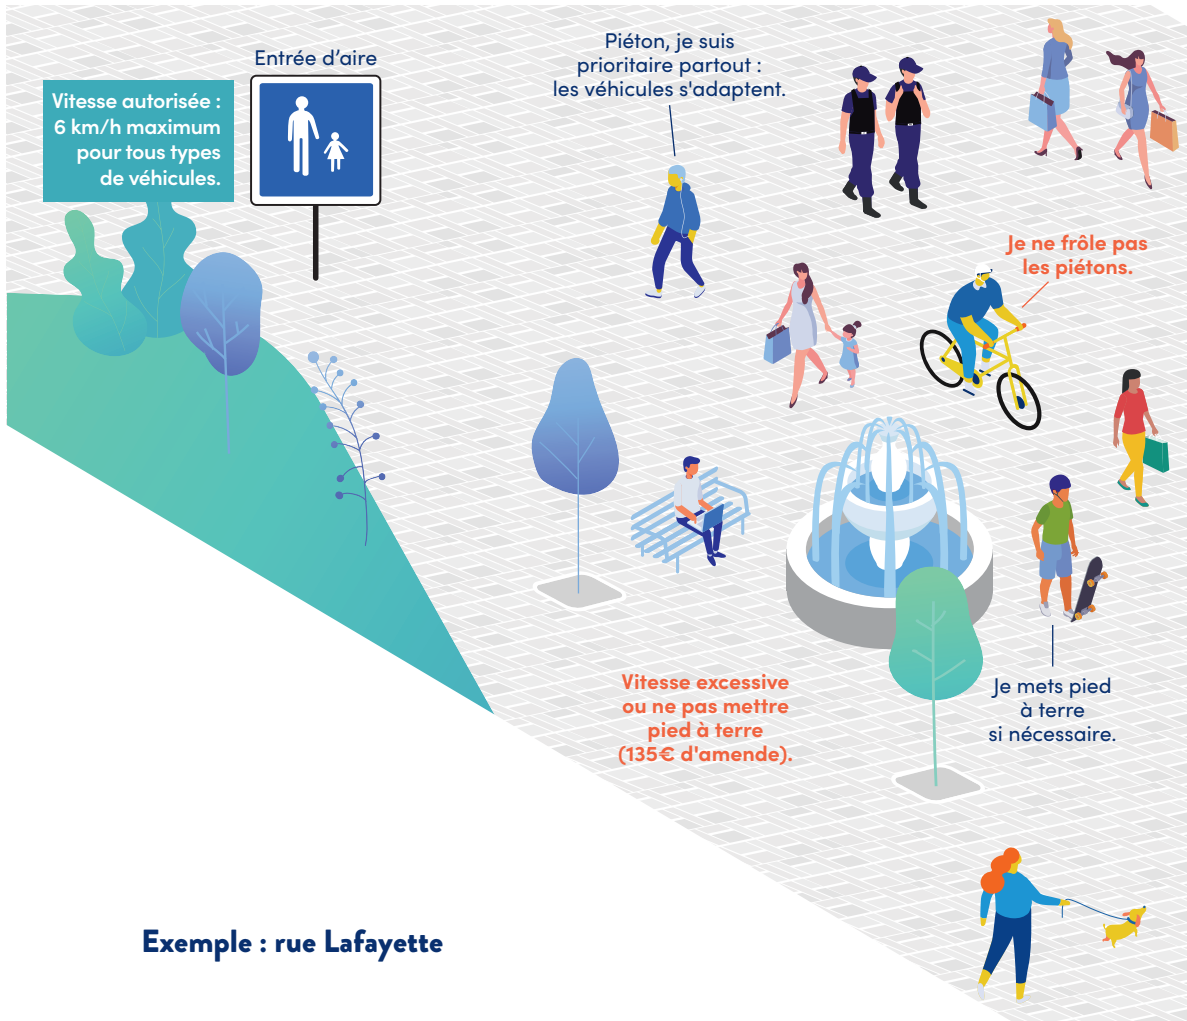 Entrée d'aire
Vitesse autorisée :
6 km/h maximum
pour tous types
de véhicules.
Piéton, je suis
prioritaire partout :
les véhicules s'adaptent.
Je ne frôle pas
les piétons.
Vitesse excessive
ou ne pas mettre
pied à terre
(135€ d'amende).
Je mets pied
à terre
si nécessaire.
Exemple : rue Lafayette